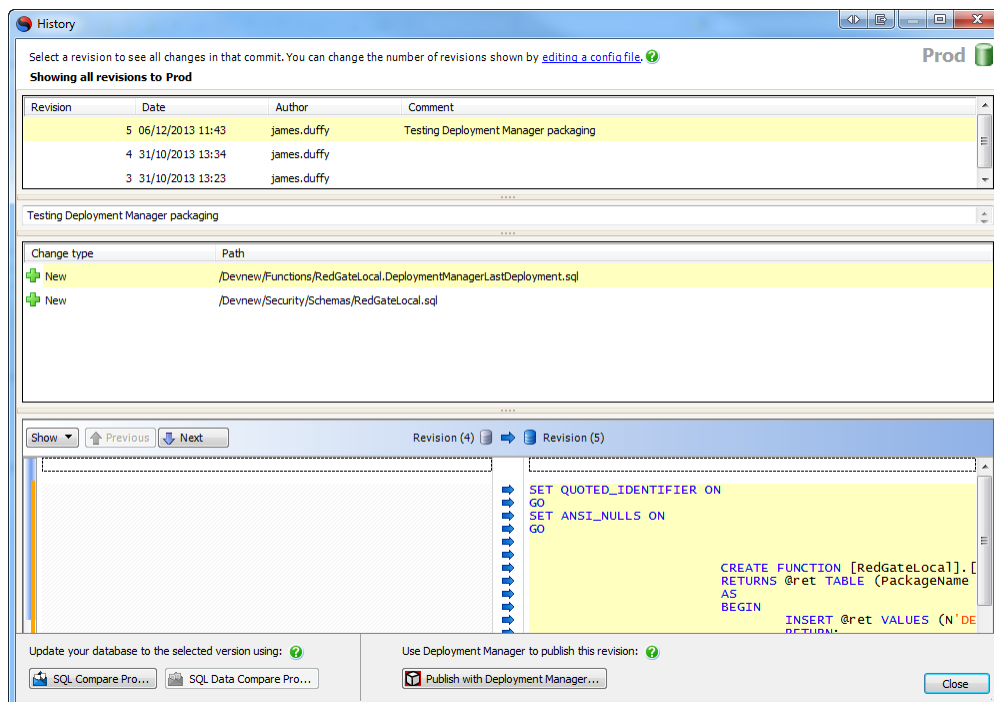 History
Select a revision to see all changes in that commit. You can change the number of revisions shown by editing a config file.
Prod
Showing all revisions to Prod
Revision Date Author Comment
5 06/12/2013 11:43 james.duffy Testing Deployment Manager packaging
4 31/10/2013 13:34 james.duffy
3 31/10/2013 13:23 james.duffy
Testing Deployment Manager packaging
Change type Path
New /Devnew/Functions/RedGateLocal.DeploymentManagerLastDeployment.sql
New /Devnew/Security/Schemas/RedGateLocal.sql
Show Previous Next Revision (4) Revision (5)
SET QUOTED_IDENTIFIER ON
GO
SET ANSI_NULLS ON
GO
CREATE FUNCTION [RedGateLocal].[
RETURNS @ret TABLE (PackageName
AS
BEGIN
INSERT @ret VALUES (N'DE
RETURN;
Update your database to the selected version using: Use Deployment Manager to publish this revision:
SQL Compare Pro... SQL Data Compare Pro... Publish with Deployment Manager... Close